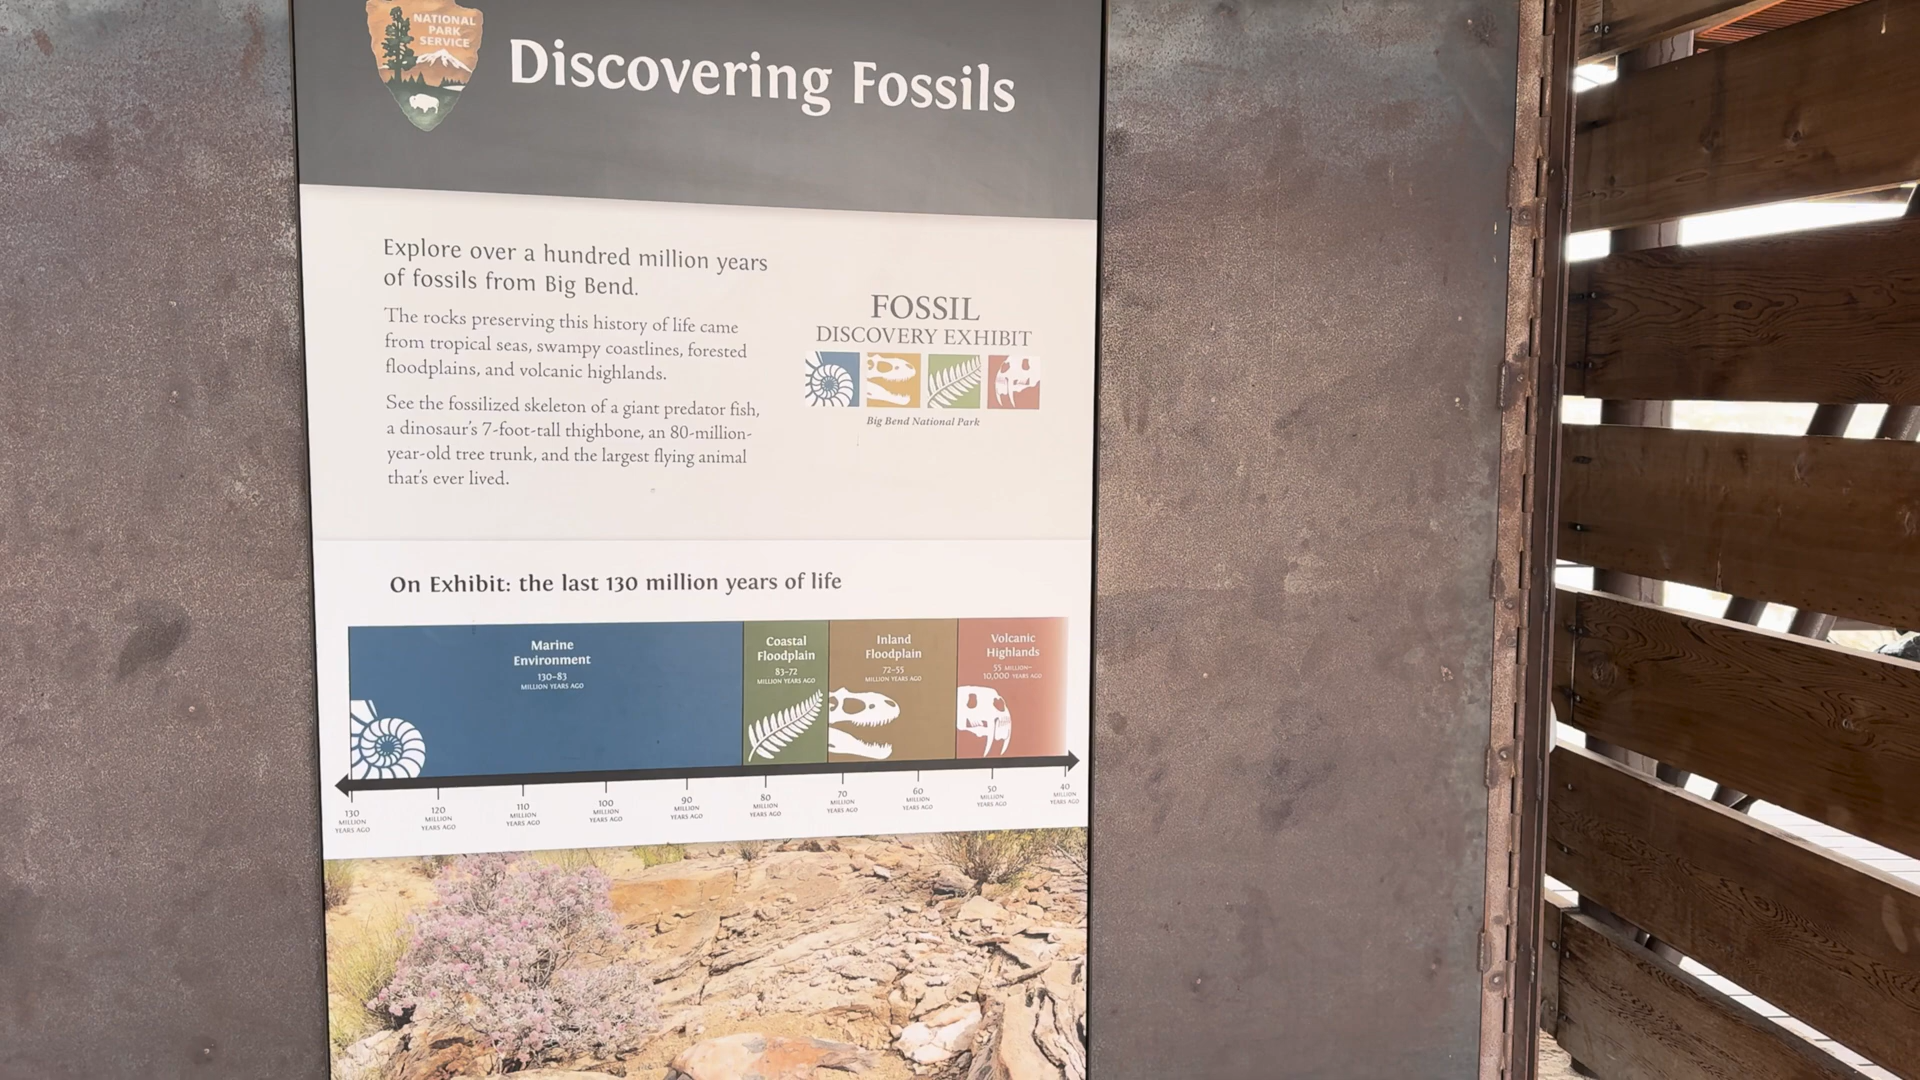 NATIONAL
PARK
SERVICE
Discovering Fossils
Explore over a hundred million years
of fossils from Big Bend.
The rocks preserving this history of life came
from tropical seas, swampy coastlines, forested
floodplains, and volcanic highlands.
See the fossilized skeleton of a giant predator fish,
a dinosaur's 7-foot-tall thighbone, an 80-million-
year-old tree trunk, and the largest flying animal
that's ever lived.
FOSSIL
DISCOVERY EXHIBIT
Big Bend National Park
On Exhibit: the last 130 million years of life
Marine
Environment
130–83
MILLION YEARS AGO
Coastal
Floodplain
83–72
MILLION YEARS AGO
Inland
Floodplain
72–55
MILLION YEARS AGO
Volcanic
Highlands
55 MILLION–
10,000 YEARS AGO
130
MILLION
YEARS AGO
120
MILLION
YEARS AGO
110
MILLION
YEARS AGO
100
MILLION
YEARS AGO
90
MILLION
YEARS AGO
80
MILLION
YEARS AGO
70
MILLION
YEARS AGO
60
MILLION
YEARS AGO
50
MILLION
YEARS AGO
40
MILLION
YEARS AGO